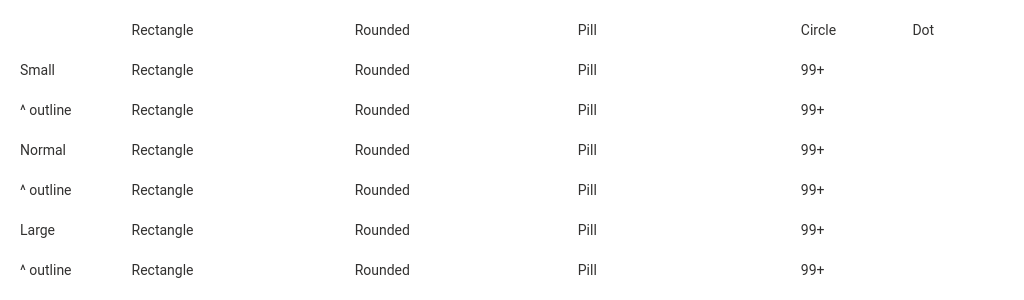 Rectangle Rounded Pill Circle Dot
Small Rectangle Rounded Pill 99+
^ outline Rectangle Rounded Pill 99+
Normal Rectangle Rounded Pill 99+
^ outline Rectangle Rounded Pill 99+
Large Rectangle Rounded Pill 99+
^ outline Rectangle Rounded Pill 99+